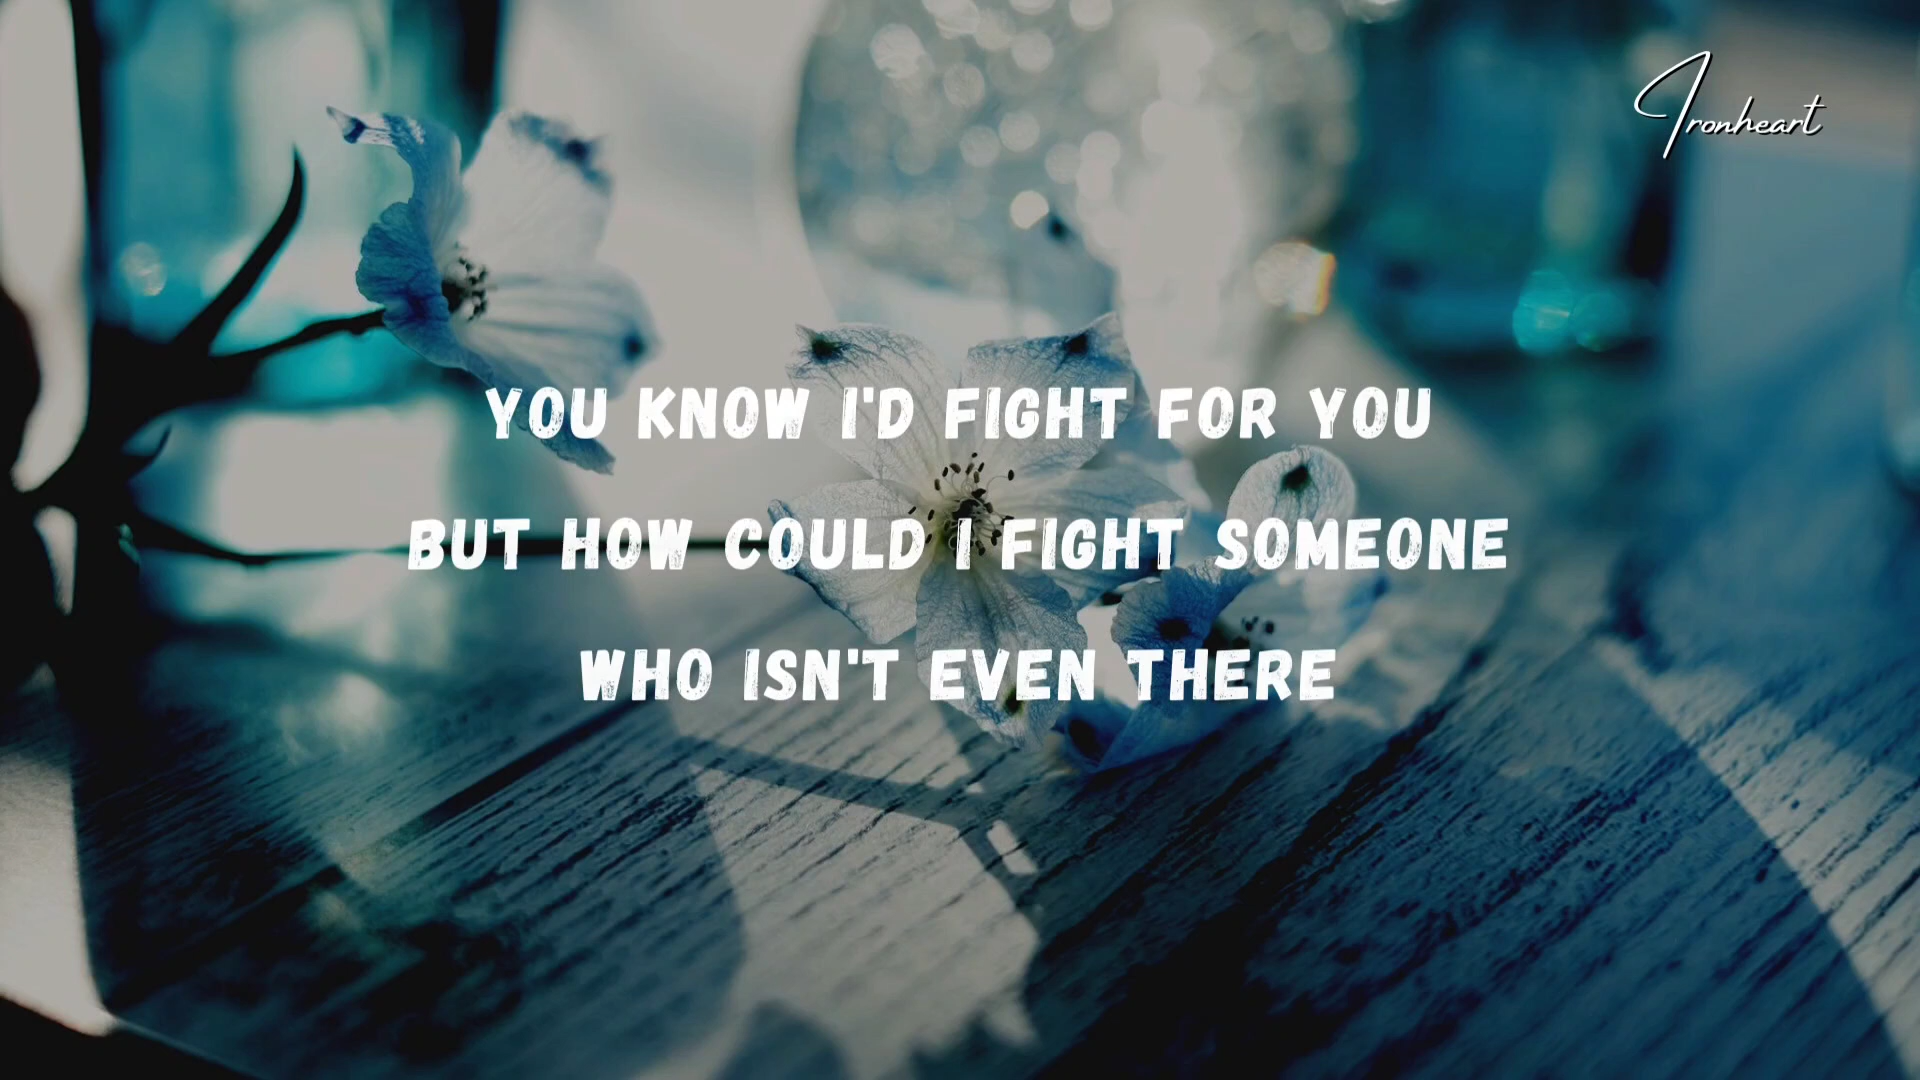 Ironheart
YOU KNOW I'D FIGHT FOR YOU
BUT HOW COULD I FIGHT SOMEONE
WHO ISN'T EVEN THERE